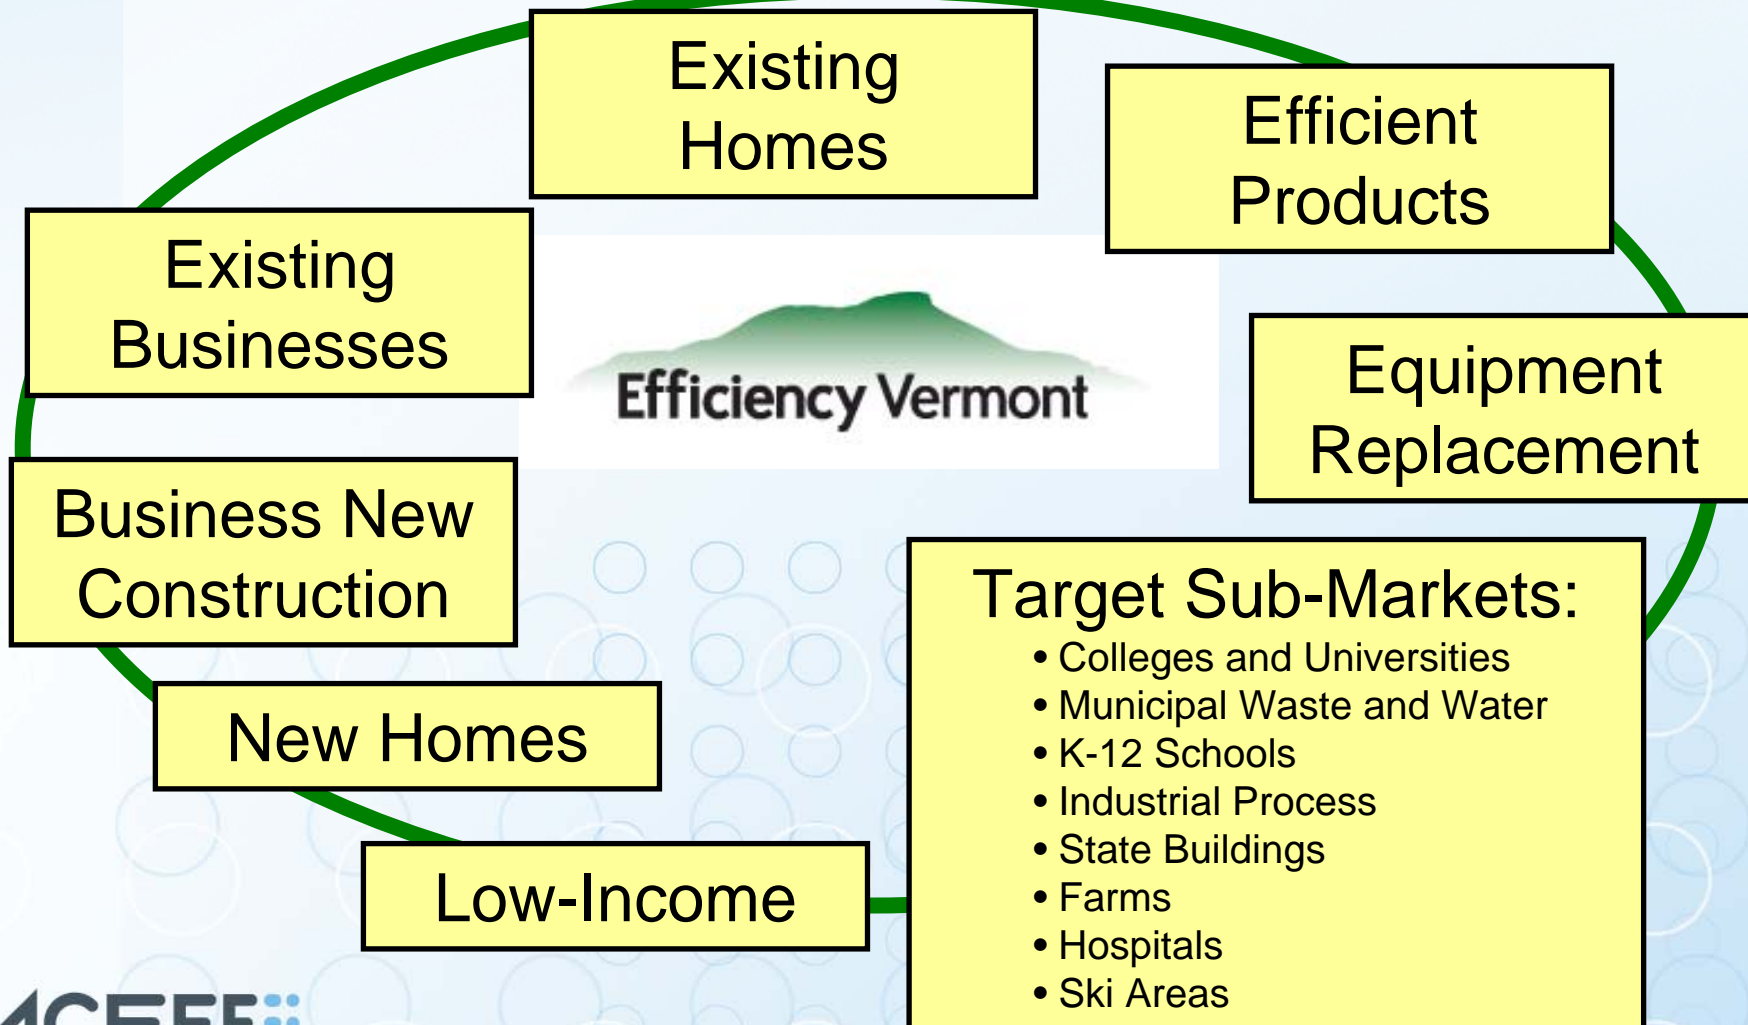 Existing
Homes
Efficient
Products
Existing
Businesses
Efficiency Vermont
Equipment
Replacement
Business New
Construction
Target Sub-Markets:
• Colleges and Universities
• Municipal Waste and Water
• K-12 Schools
• Industrial Process
• State Buildings
• Farms
• Hospitals
• Ski Areas
New Homes
Low-Income